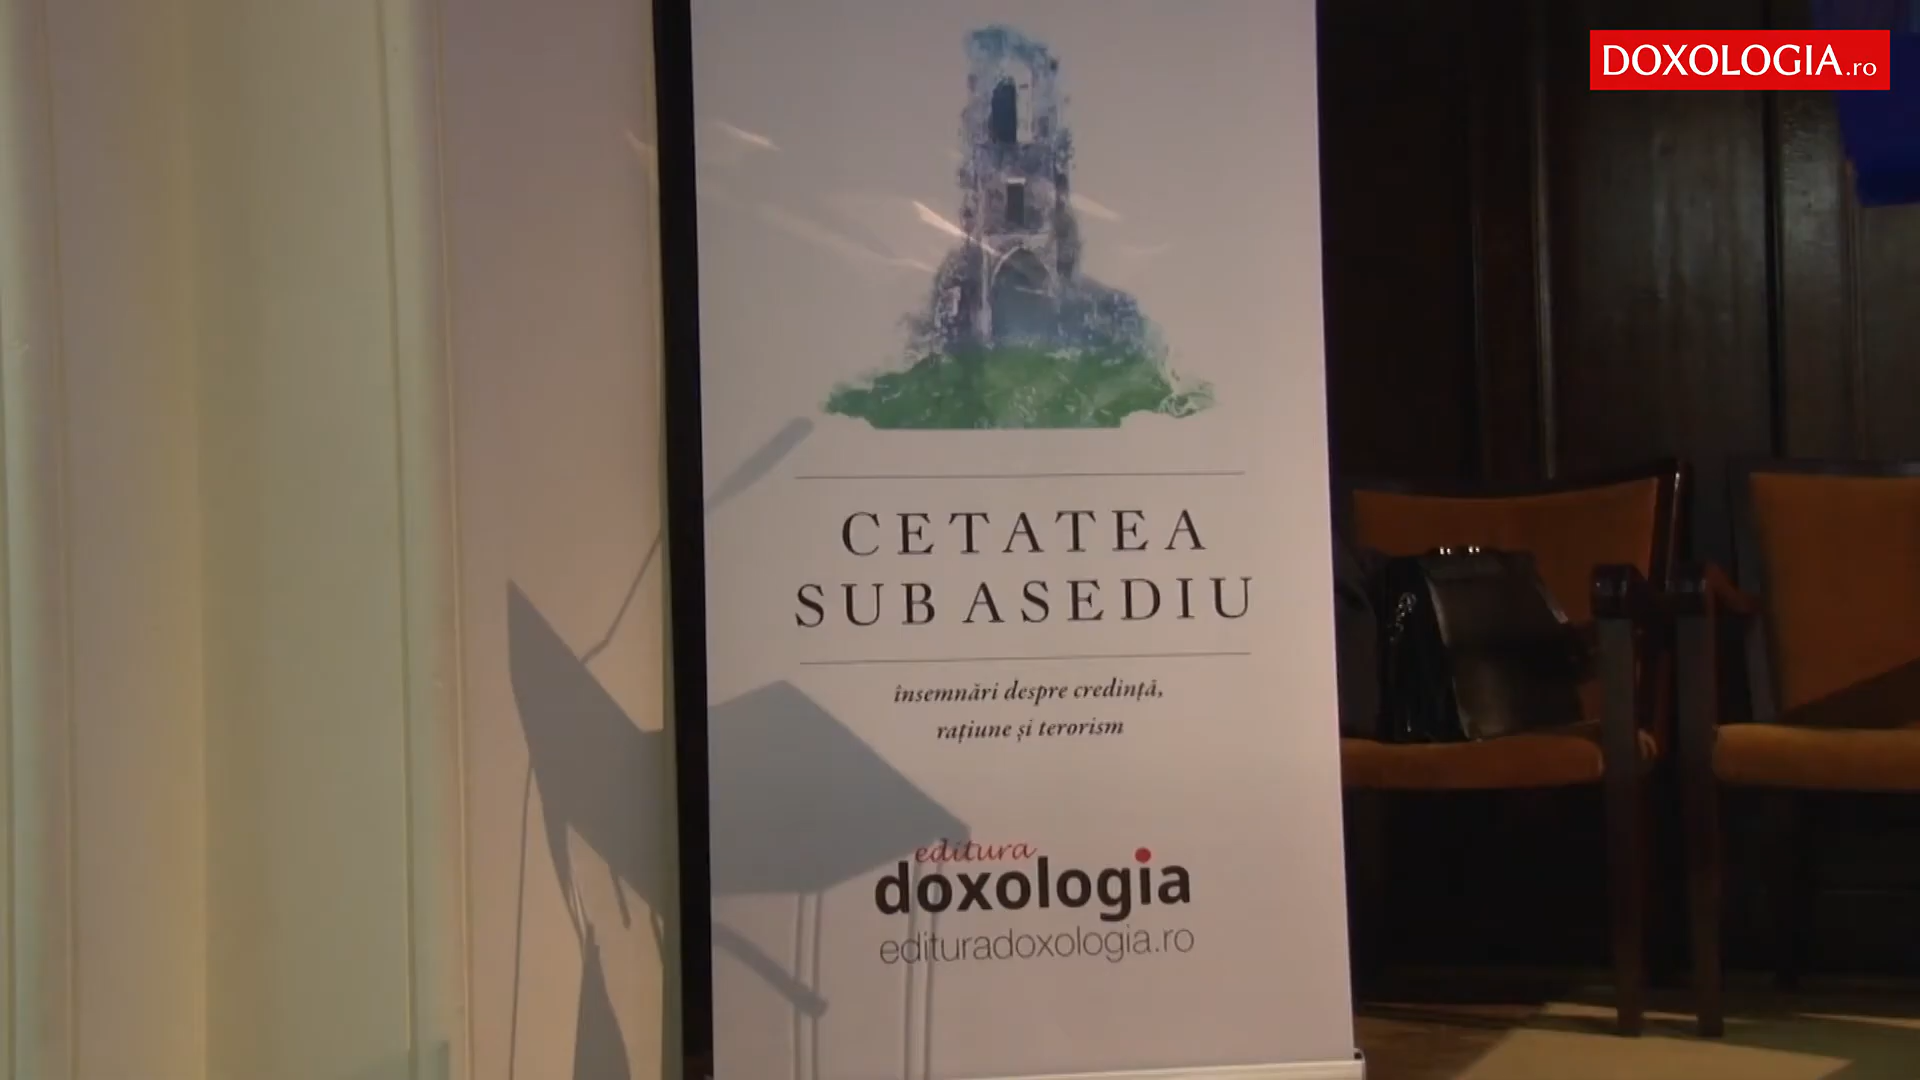 DOXOLOGIA.ro
CETATEA
SUB ASEDIU
însemnări despre credință,
rațiune și terorism
editura
doxologia
edituradoxologia.ro